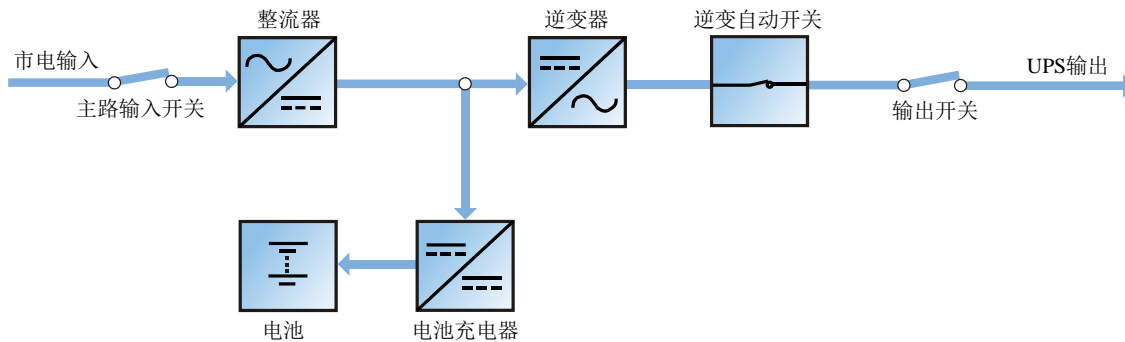 整流器
逆变器
逆变自动开关
市电输入
UPS输出
主路输入开关
输出开关
电池
电池充电器